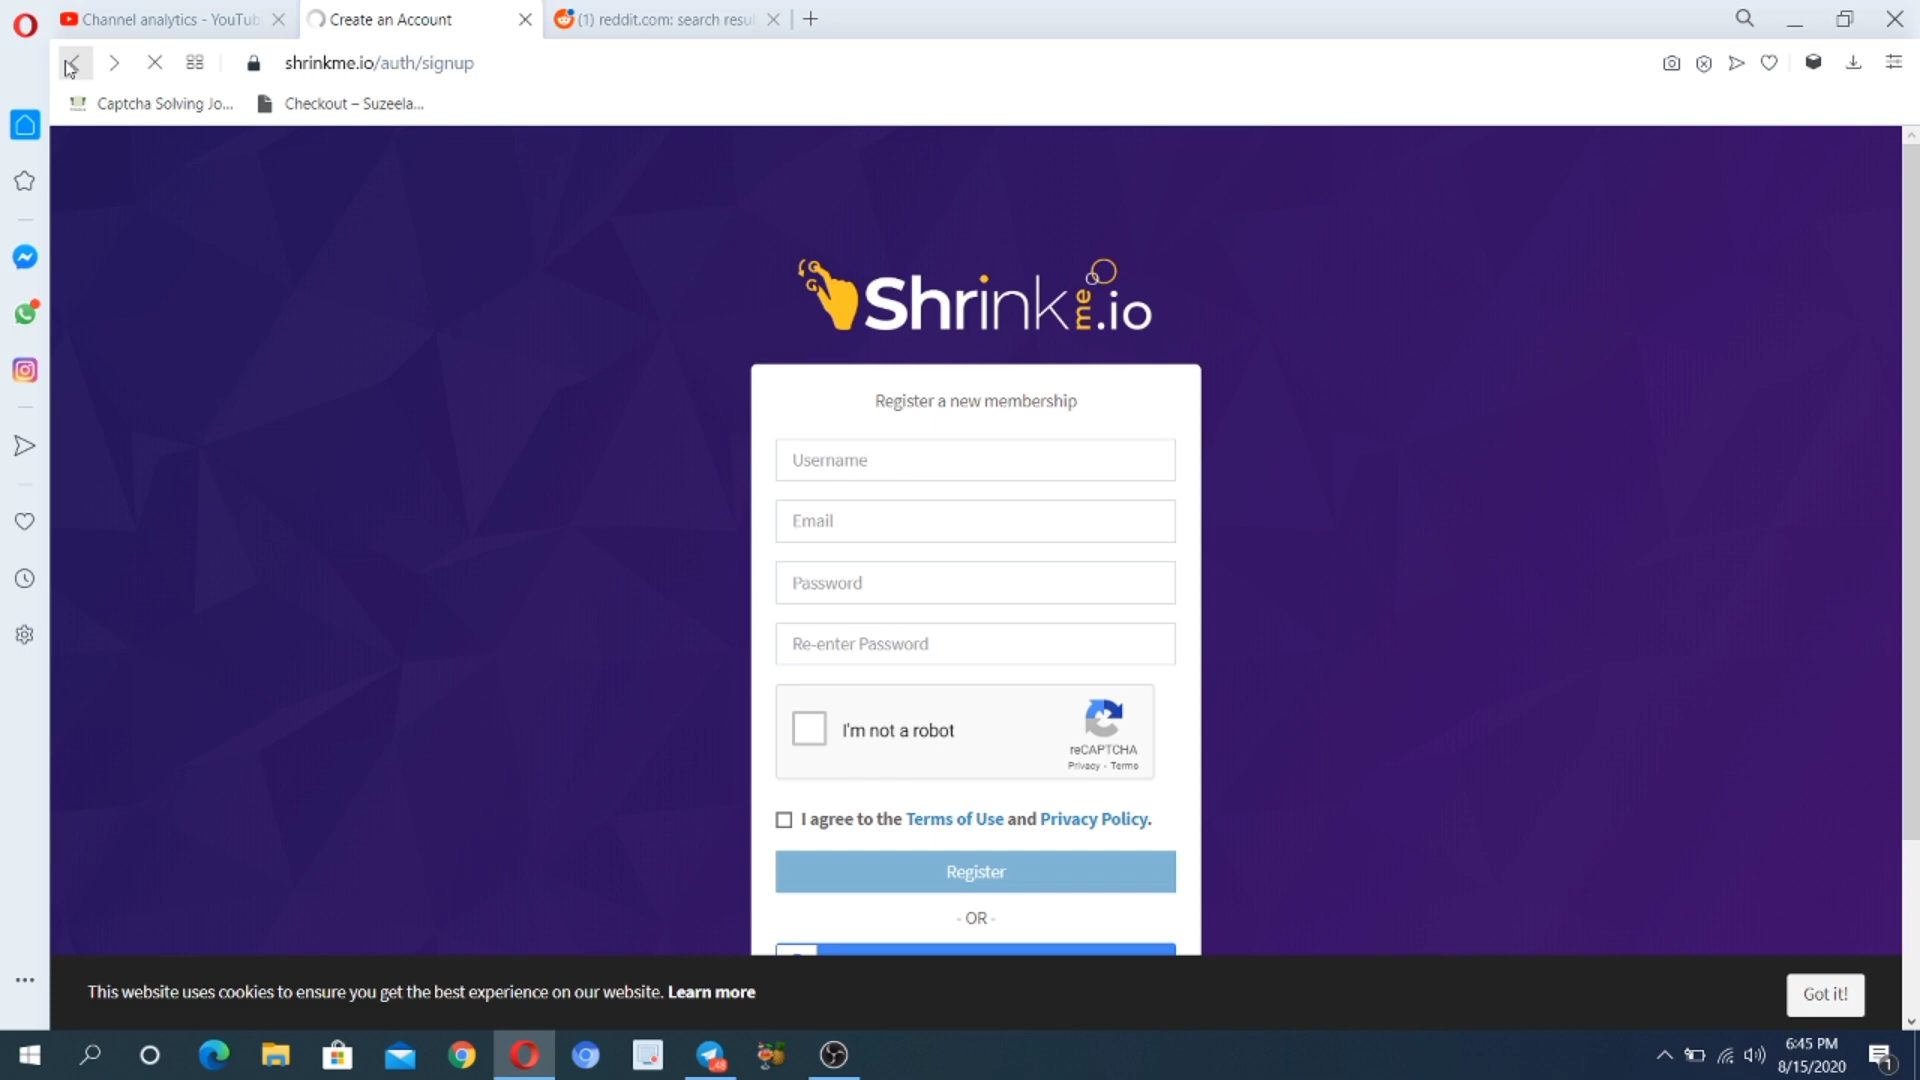 Channel analytics - YouTub
Create an Account
(1) reddit.com: search resul
shrinkme.io/auth/signup
Captcha Solving Jo...
Checkout – Suzeela...
Shrinkme.io
Register a new membership
Username
Email
Password
Re-enter Password
I'm not a robot
reCAPTCHA
Privacy - Terms
I agree to the Terms of Use and Privacy Policy.
Register
- OR -
This website uses cookies to ensure you get the best experience on our website. Learn more
Got it!
6:45 PM
8/15/2020
1